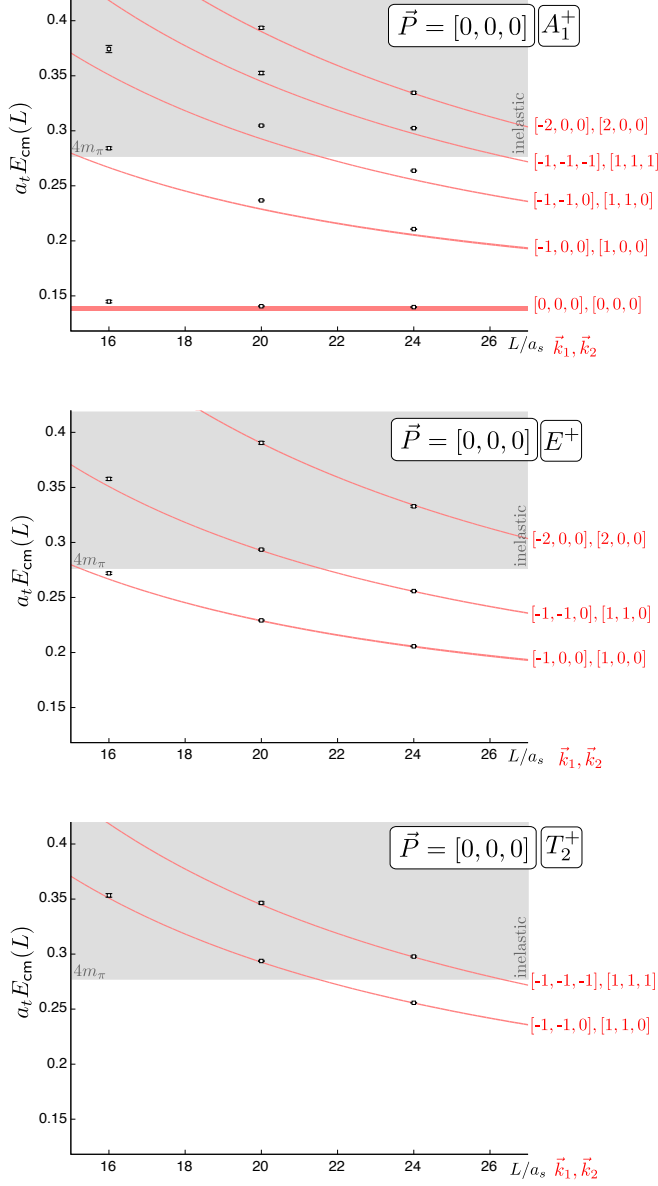 0.4
P⃗ = [0, 0, 0] A₁⁺
0.35
a_t E_cm(L)
0.3
[-2, 0, 0], [2, 0, 0]
inelastic
4m_π
[-1, -1, -1], [1, 1, 1]
0.25
[-1, -1, 0], [1, 1, 0]
0.2
[-1, 0, 0], [1, 0, 0]
0.15
[0, 0, 0], [0, 0, 0]
16 18 20 22 24 26 L/a_s k⃗₁, k⃗₂
0.4
P⃗ = [0, 0, 0] E⁺
0.35
a_t E_cm(L)
0.3
[-2, 0, 0], [2, 0, 0]
inelastic
4m_π
0.25
[-1, -1, 0], [1, 1, 0]
0.2
[-1, 0, 0], [1, 0, 0]
0.15
16 18 20 22 24 26 L/a_s k⃗₁, k⃗₂
0.4
P⃗ = [0, 0, 0] T₂⁺
0.35
a_t E_cm(L)
0.3
inelastic
4m_π
[-1, -1, -1], [1, 1, 1]
0.25
[-1, -1, 0], [1, 1, 0]
0.2
0.15
16 18 20 22 24 26 L/a_s k⃗₁, k⃗₂